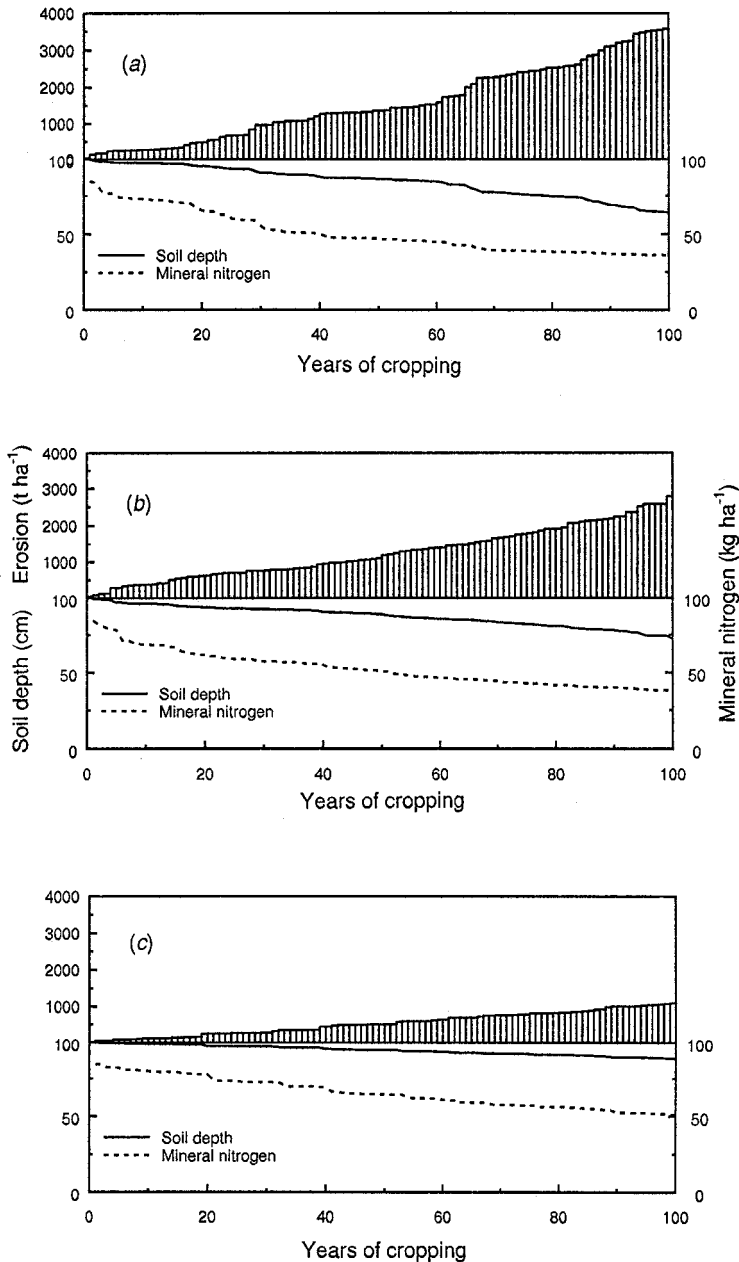 4000
3000
2000
1000
0
(a)
100
50
0
100
50
0
Soil depth
Mineral nitrogen
0 20 40 60 80 100
Years of cropping
Erosion (t ha⁻¹)
Soil depth (cm)
Mineral nitrogen (kg ha⁻¹)
4000
3000
2000
1000
(b)
100
50
0
100
50
0
Soil depth
Mineral nitrogen
0 20 40 60 80 100
Years of cropping
4000
3000
2000
1000
(c)
100
50
0
100
50
0
Soil depth
Mineral nitrogen
0 20 40 60 80 100
Years of cropping